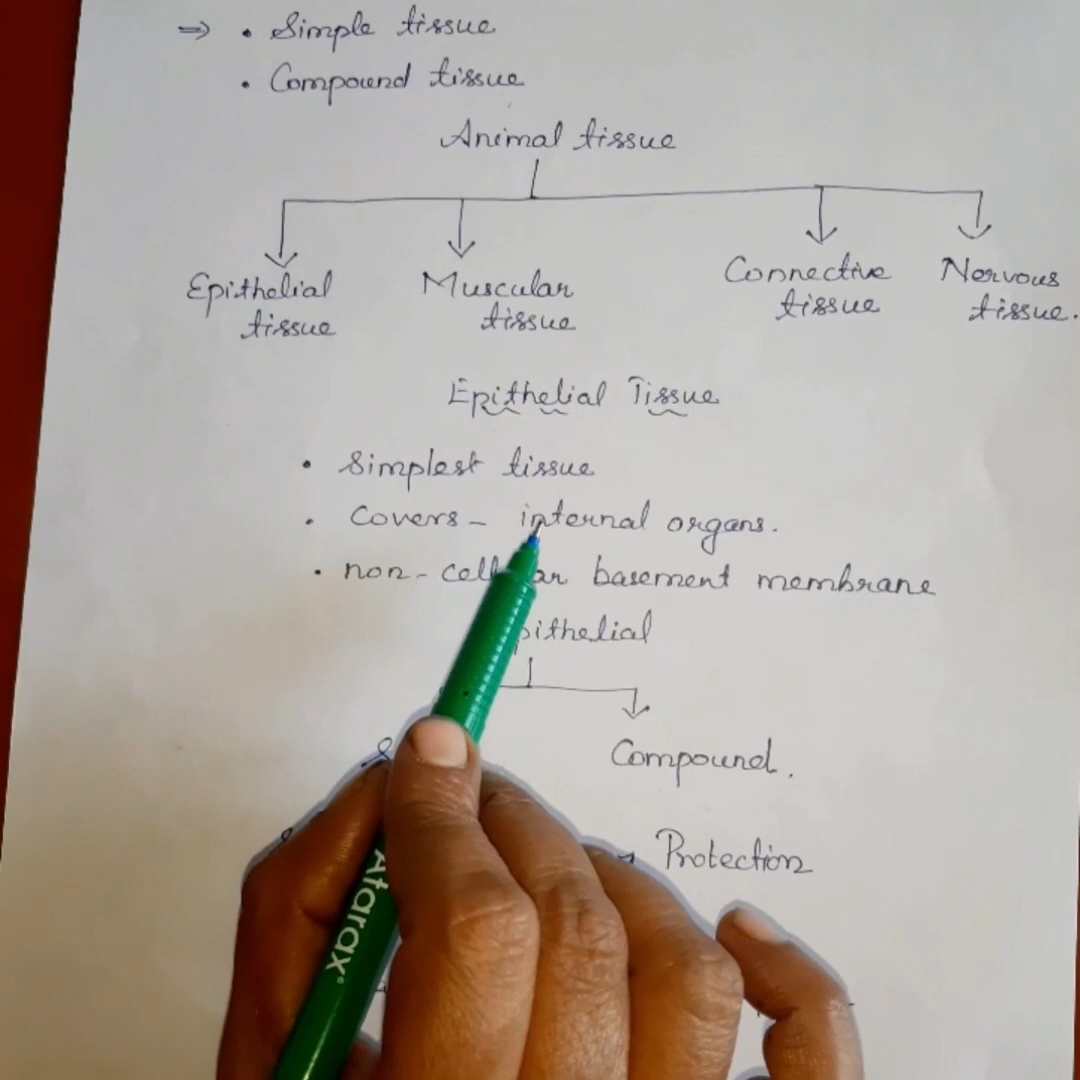 ⇒ • Simple tissue
• Compound tissue
Animal tissue
Epithelial tissue
Muscular tissue
Connective tissue
Nervous tissue.
Epithelial Tissue
• Simplest tissue
• Covers - internal organs.
• non-cellular basement membrane
pithelial
Compound.
→ Protection
Atarax